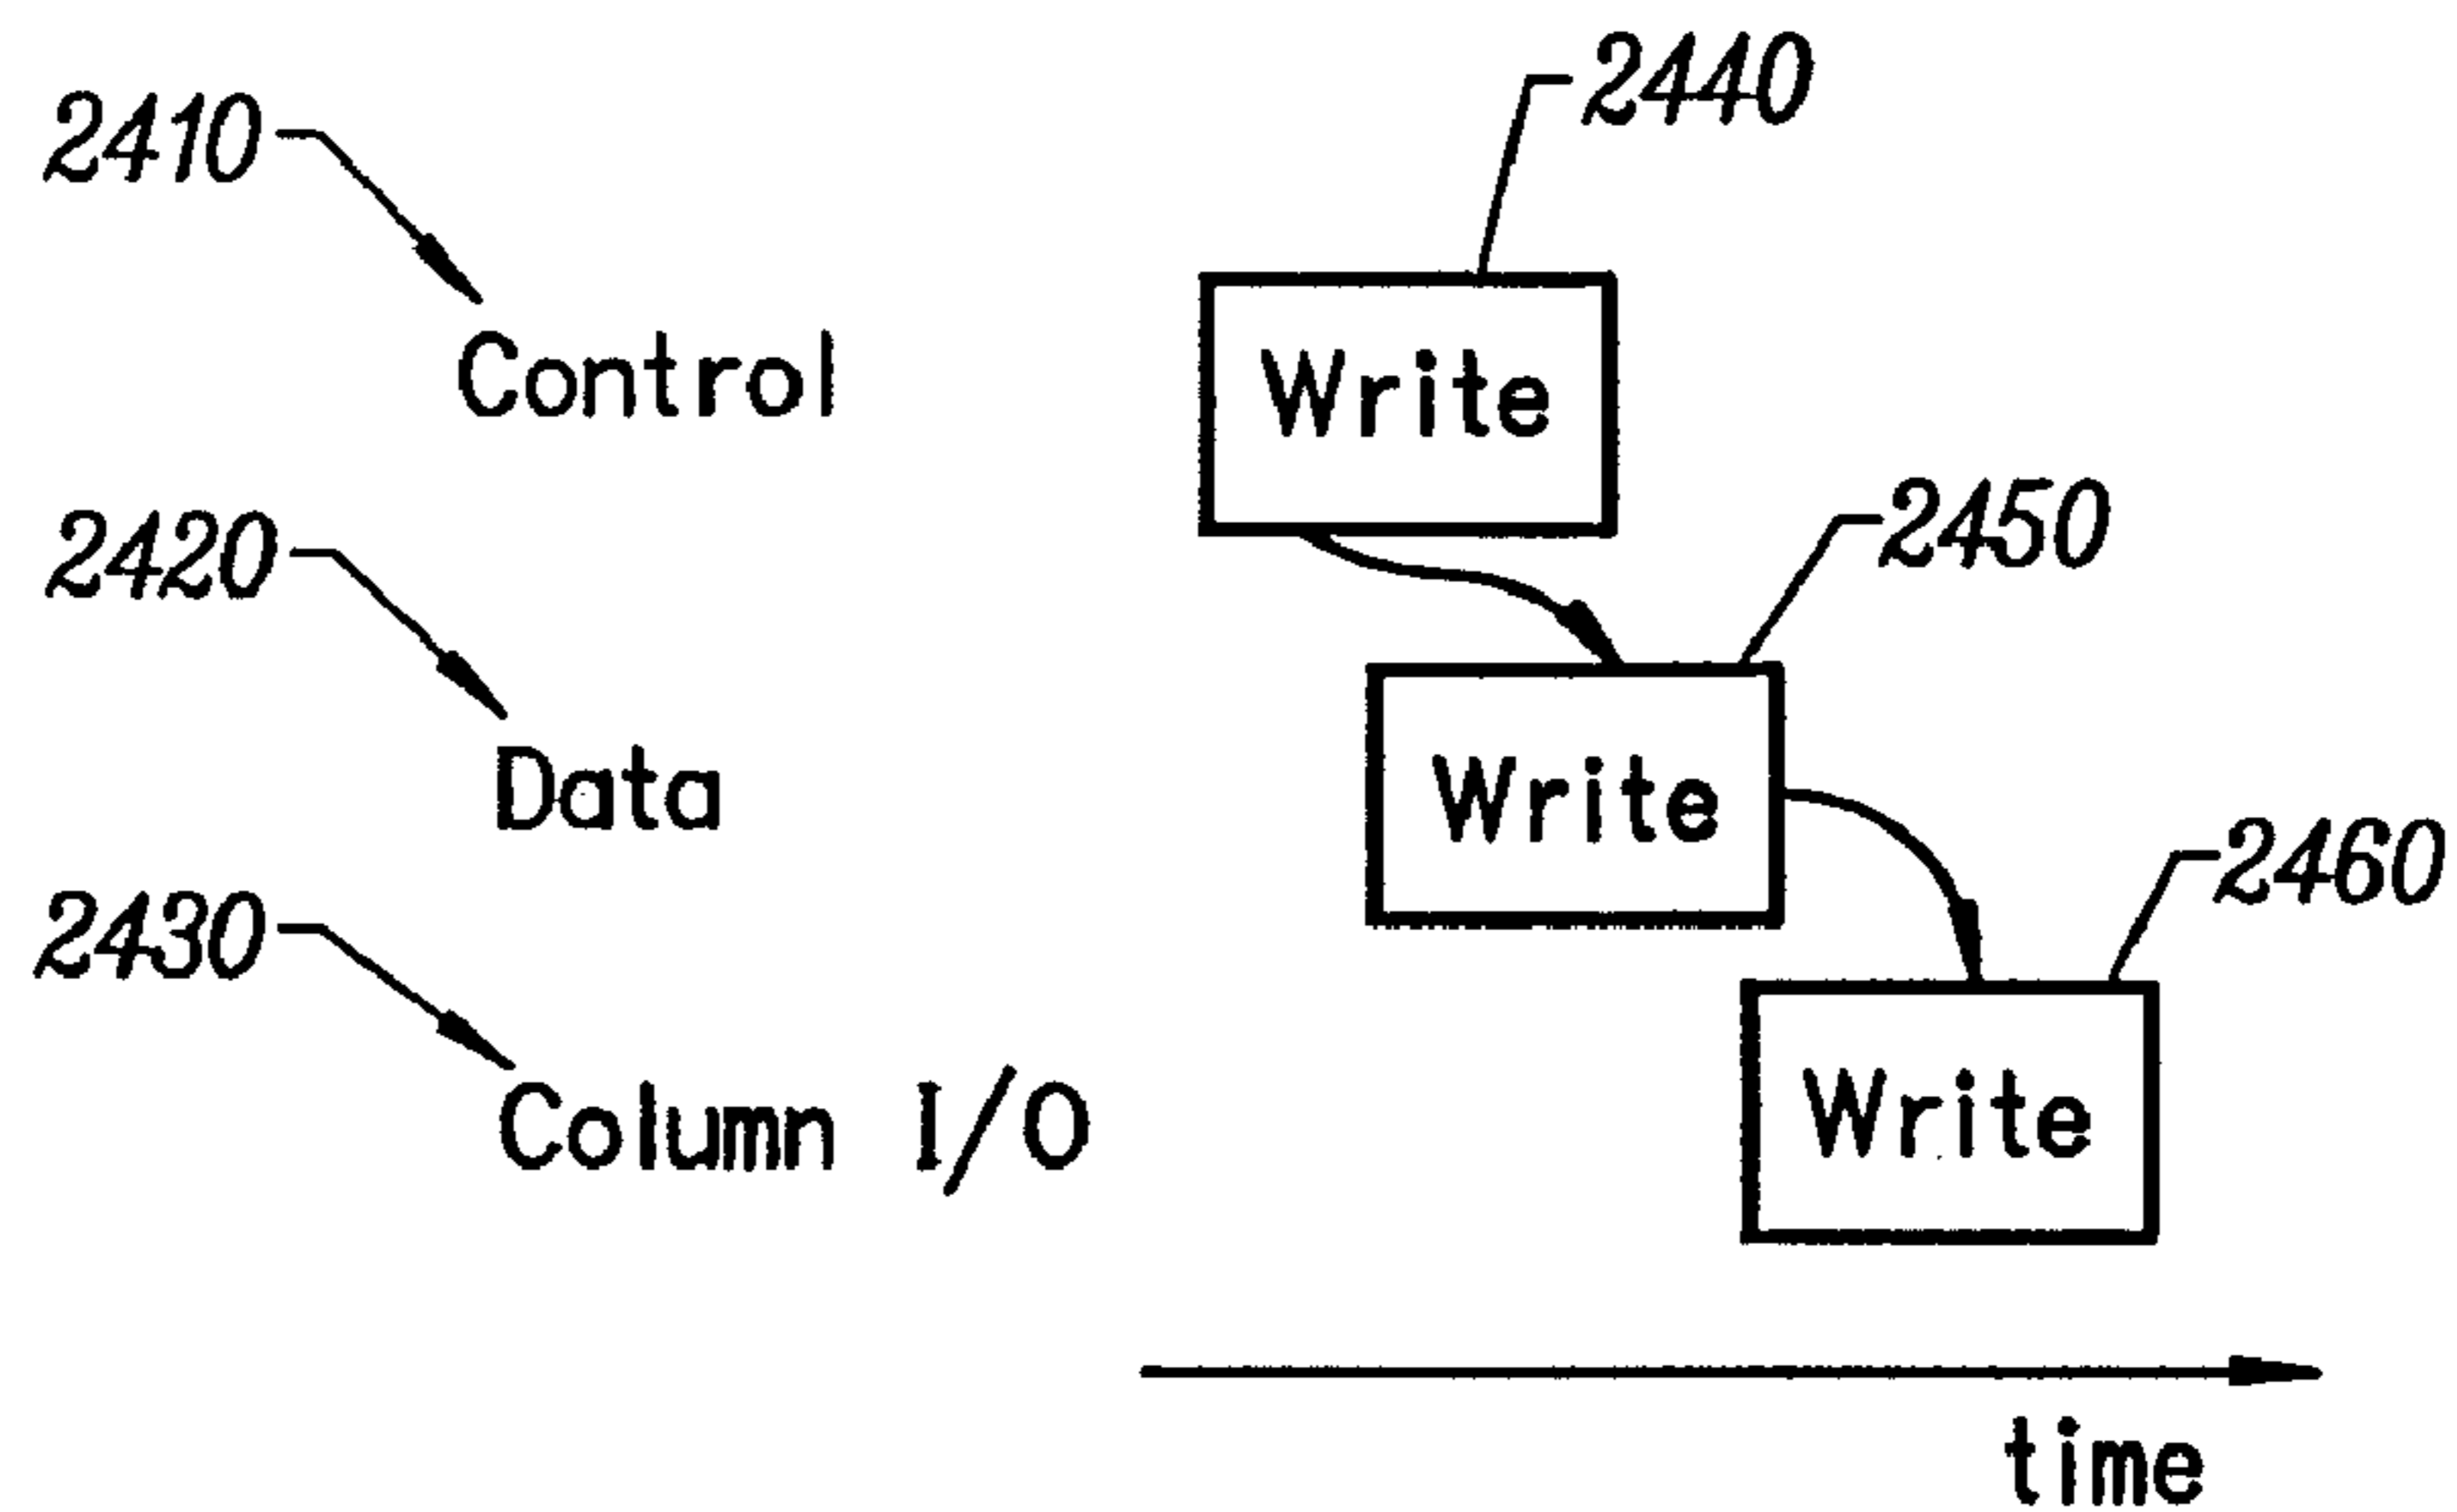 2440
2410
Control
Write
2450
2420
Data
Write
2460
2430
Column I/O
Write
time